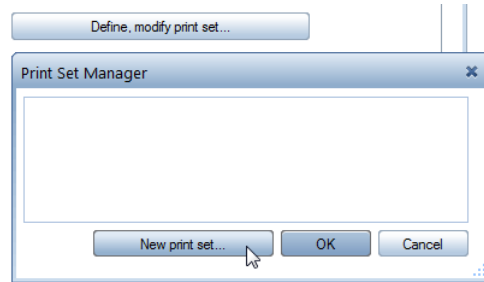 Define, modify print set...
Print Set Manager
New print set...
OK
Cancel